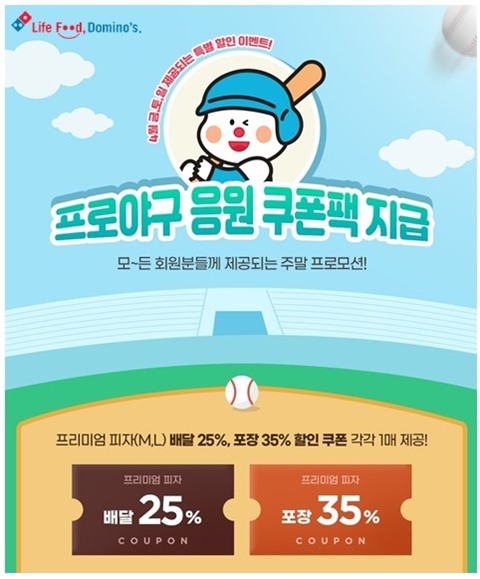 Life Food, Domino's.
매주 금,토,일 제공되는 특별 할인 이벤트!
프로야구 응원 쿠폰팩 지급
모~든 회원분들께 제공되는 주말 프로모션!
프리미엄 피자(M,L) 배달 25%, 포장 35% 할인 쿠폰 각각 1매 제공!
프리미엄 피자
배달 25%
COUPON
프리미엄 피자
포장 35%
COUPON